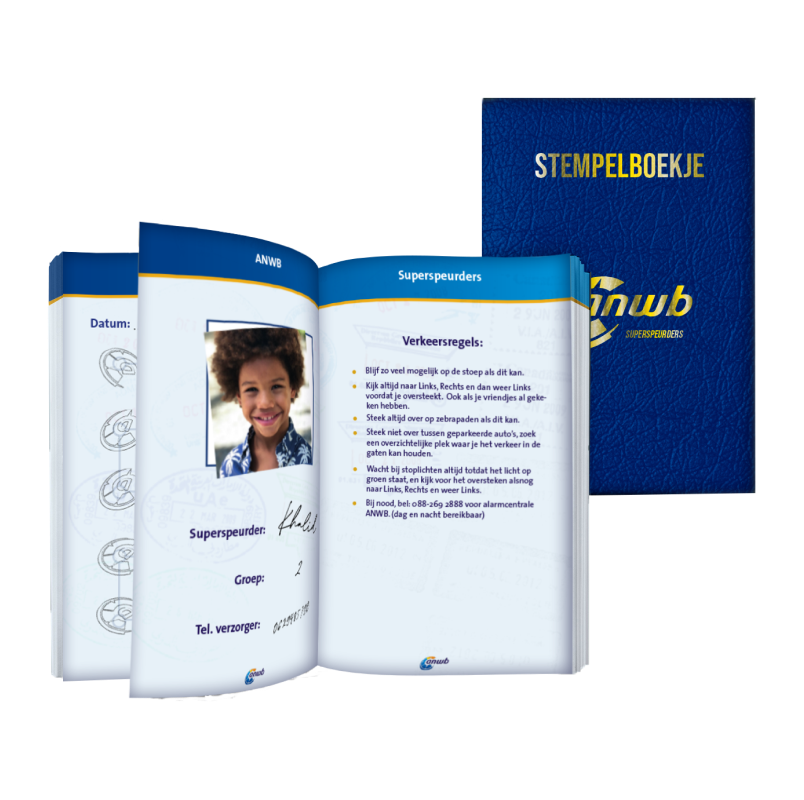 STEMPELBOEKJE
anwb
SUPERSPEURDERS
Datum:
ANWB
Superspeurder: Khalid
Groep: 2
Tel. verzorger:
anwb
Superspeurders
Verkeersregels:
• Blijf zo veel mogelijk op de stoep als dit kan.
• Kijk altijd naar Links, Rechts en dan weer Links
voordat je oversteekt. Ook als je vriendjes al geke-
ken hebben.
• Steek altijd over op zebrapaden als dit kan.
• Steek niet over tussen geparkeerde auto's, zoek
een overzichtelijke plek waar je het verkeer in de
gaten kan houden.
• Wacht bij stoplichten altijd totdat het licht op
groen staat, en kijk voor het oversteken alsnog
naar Links, Rechts en weer Links.
• Bij nood, bel: 088-269 2888 voor alarmcentrale
ANWB. (dag en nacht bereikbaar)
anwb